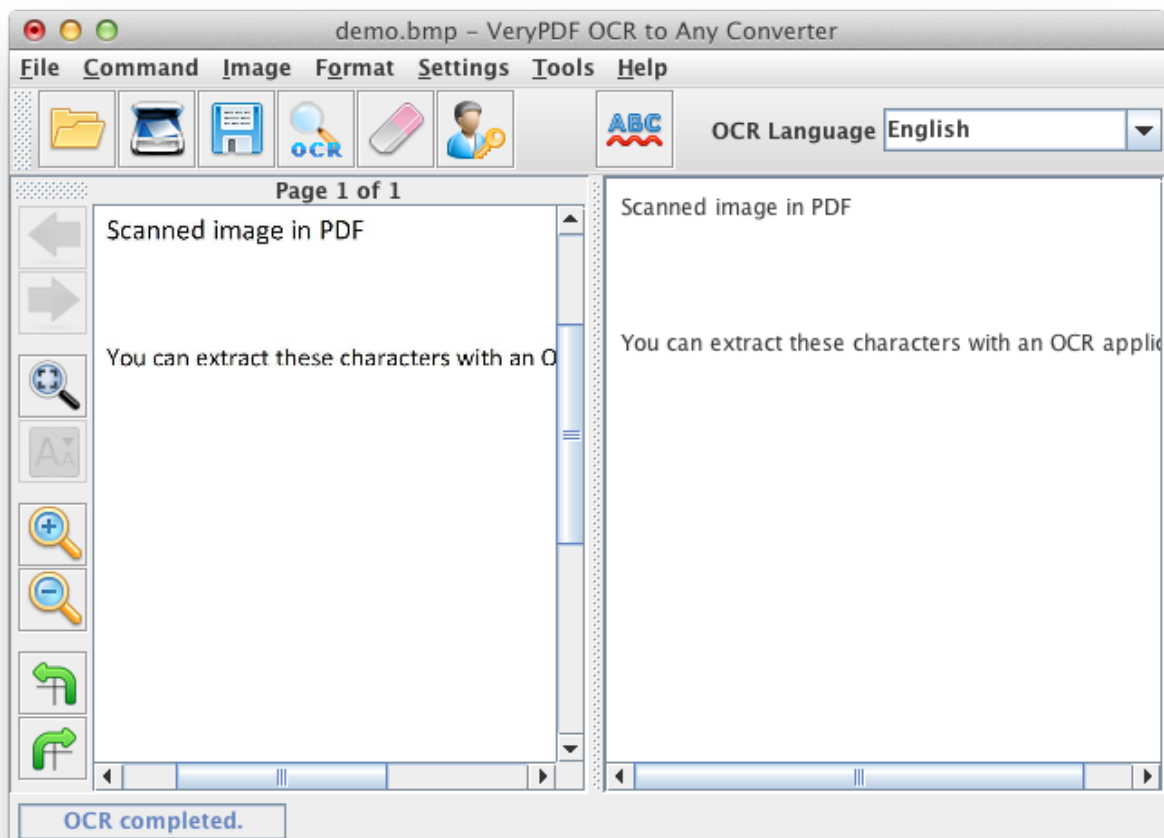 demo.bmp – VeryPDF OCR to Any Converter
File Command Image Format Settings Tools Help
OCR ABC OCR Language English
Page 1 of 1
Scanned image in PDF
You can extract these characters with an O
A A
Scanned image in PDF
You can extract these characters with an OCR applic
OCR completed.